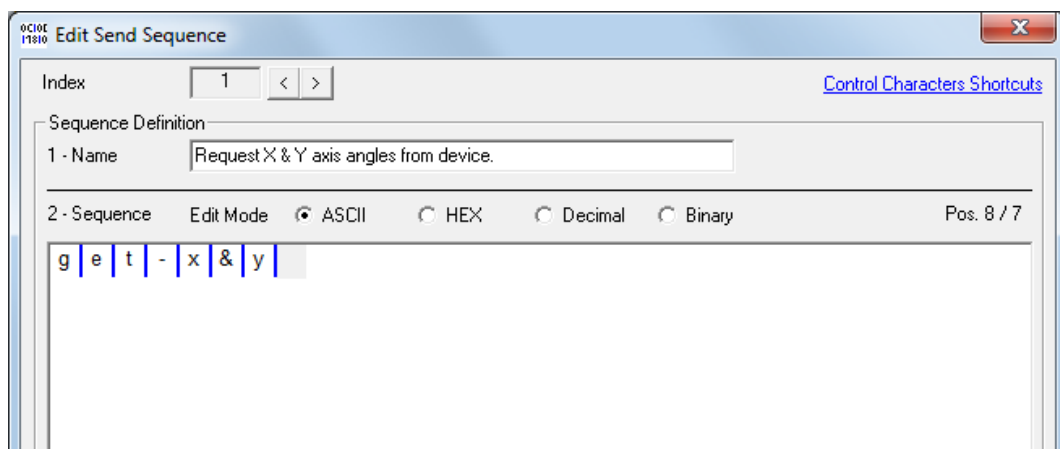 Edit Send Sequence
Index 1 < > Control Characters Shortcuts
Sequence Definition
1 - Name Request X & Y axis angles from device.
2 - Sequence Edit Mode ASCII HEX Decimal Binary Pos. 8 / 7
g e t - x & y